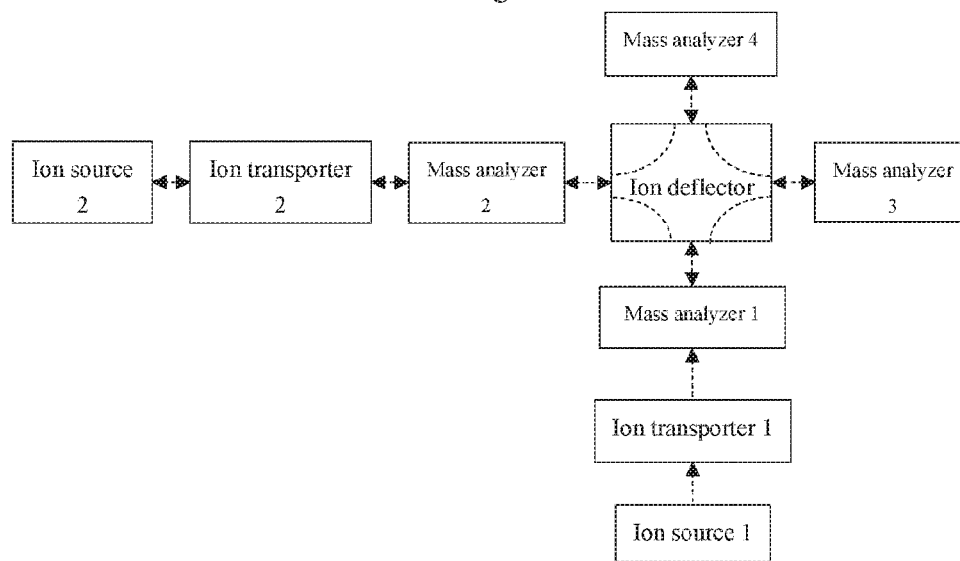 Mass analyzer 4
Ion source
2
Ion transporter
2
Mass analyzer
2
Ion deflector
Mass analyzer
3
Mass analyzer 1
Ion transporter 1
Ion source 1